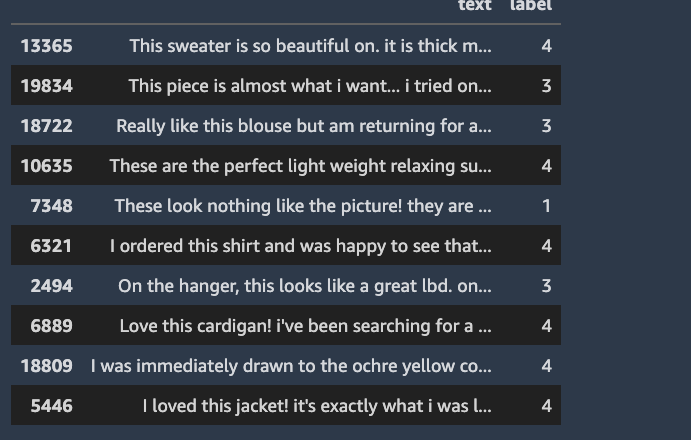 text label
13365 This sweater is so beautiful on. it is thick m... 4
19834 This piece is almost what i want... i tried on... 3
18722 Really like this blouse but am returning for a... 3
10635 These are the perfect light weight relaxing su... 4
7348 These look nothing like the picture! they are ... 1
6321 I ordered this shirt and was happy to see that... 4
2494 On the hanger, this looks like a great lbd. on... 3
6889 Love this cardigan! i've been searching for a ... 4
18809 I was immediately drawn to the ochre yellow co... 4
5446 I loved this jacket! it's exactly what i was l... 4